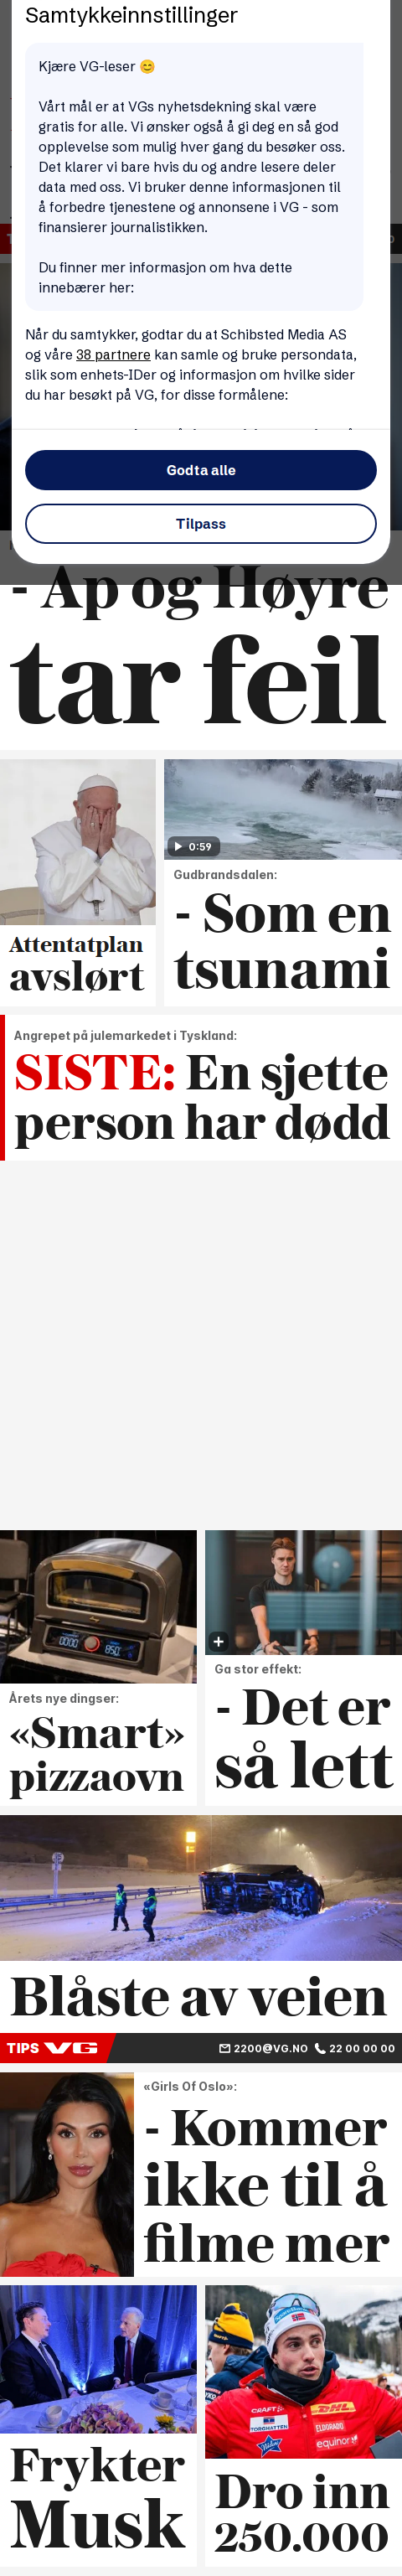 Samtykkeinnstillinger
Kjære VG-leser 😊
Vårt mål er at VGs nyhetsdekning skal være
gratis for alle. Vi ønsker også å gi deg en så god
opplevelse som mulig hver gang du besøker oss.
Det klarer vi bare hvis du og andre lesere deler
data med oss. Vi bruker denne informasjonen til
å forbedre tjenestene og annonsene i VG - som
finansierer journalistikken.
Du finner mer informasjon om hva dette
innebærer her:
Når du samtykker, godtar du at Schibsted Media AS
og våre 38 partnere kan samle og bruke persondata,
slik som enhets-IDer og informasjon om hvilke sider
du har besøkt på VG, for disse formålene:
Godta alle
Tilpass
- Ap og Høyre
tar feil
0:59
Attentatplan
avslørt
Gudbrandsdalen:
- Som en
tsunami
Angrepet på julemarkedet i Tyskland:
SISTE: En sjette
person har dødd
0000
850
Årets nye dingser:
«Smart»
pizzaovn
Ga stor effekt:
- Det er
så lett
Blåste av veien
TIPS VG
2200@VG.NO 22 00 00 00
«Girls Of Oslo»:
- Kommer
ikke til å
filme mer
CRAFT
DHL
TORGHATTEN
ELDORADO
equinor
Frykter
Musk
Dro inn
250.000